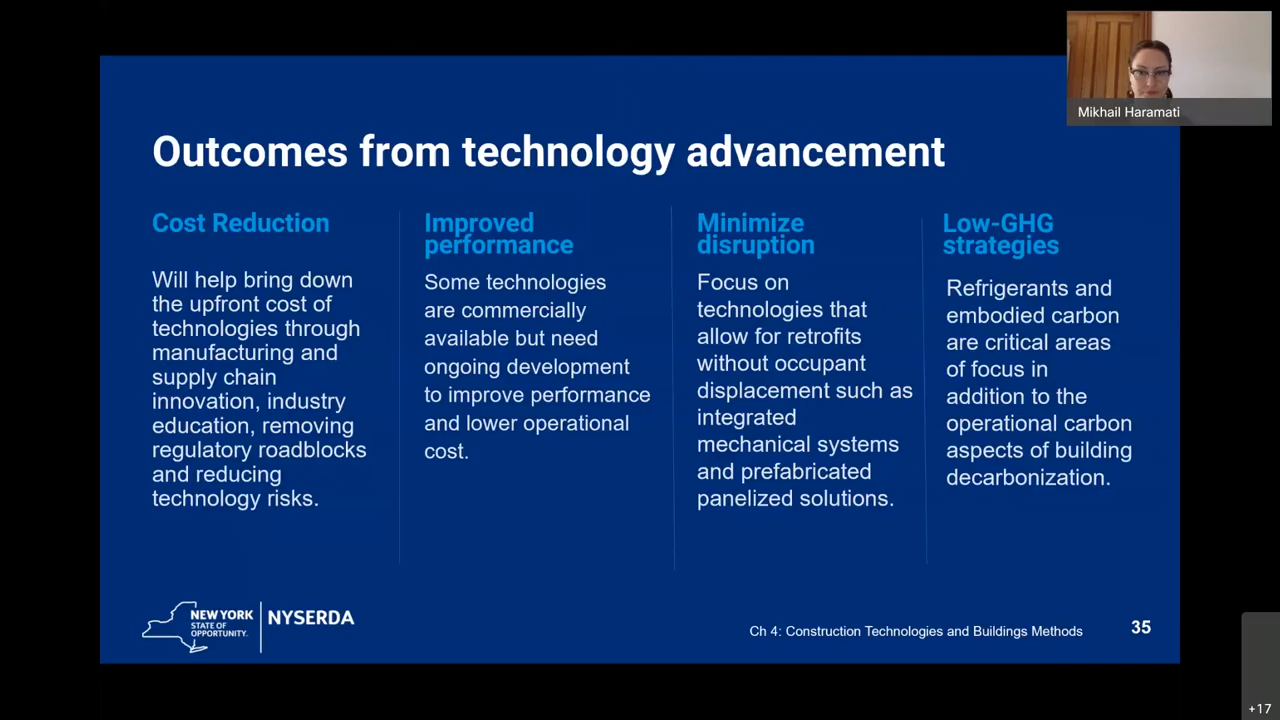 Mikhail Haramati
Outcomes from technology advancement
Cost Reduction
Will help bring down
the upfront cost of
technologies through
manufacturing and
supply chain
innovation, industry
education, removing
regulatory roadblocks
and reducing
technology risks.
Improved
performance
Some technologies
are commercially
available but need
ongoing development
to improve performance
and lower operational
cost.
Minimize
disruption
Focus on
technologies that
allow for retrofits
without occupant
displacement such as
integrated
mechanical systems
and prefabricated
panelized solutions.
Low-GHG
strategies
Refrigerants and
embodied carbon
are critical areas
of focus in
addition to the
operational carbon
aspects of building
decarbonization.
NEW YORK
STATE OF
OPPORTUNITY.
NYSERDA
Ch 4: Construction Technologies and Buildings Methods
35
+17